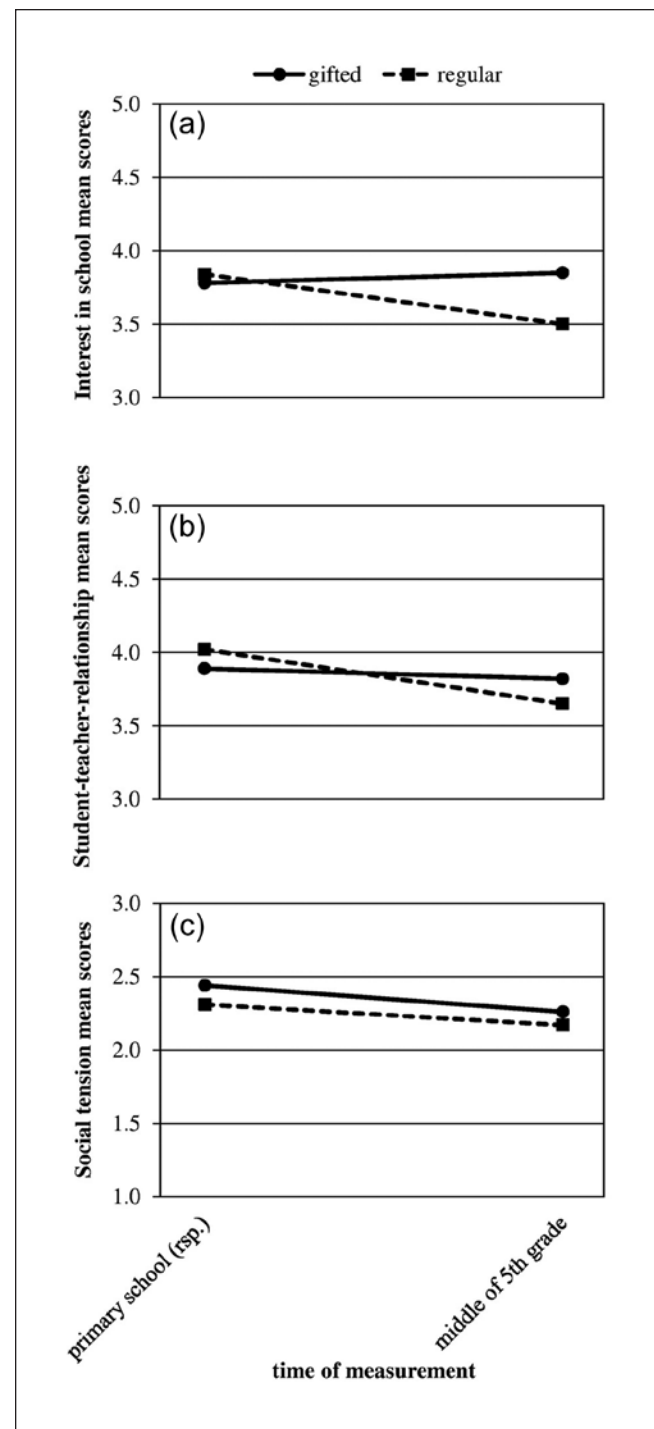 gifted regular
(a)
Interest in school mean scores
5.0
4.5
4.0
3.5
3.0
(b)
Student-teacher-relationship mean scores
5.0
4.5
4.0
3.5
3.0
(c)
Social tension mean scores
3.0
2.5
2.0
1.5
1.0
primary school (rsp.)
middle of 5th grade
time of measurement